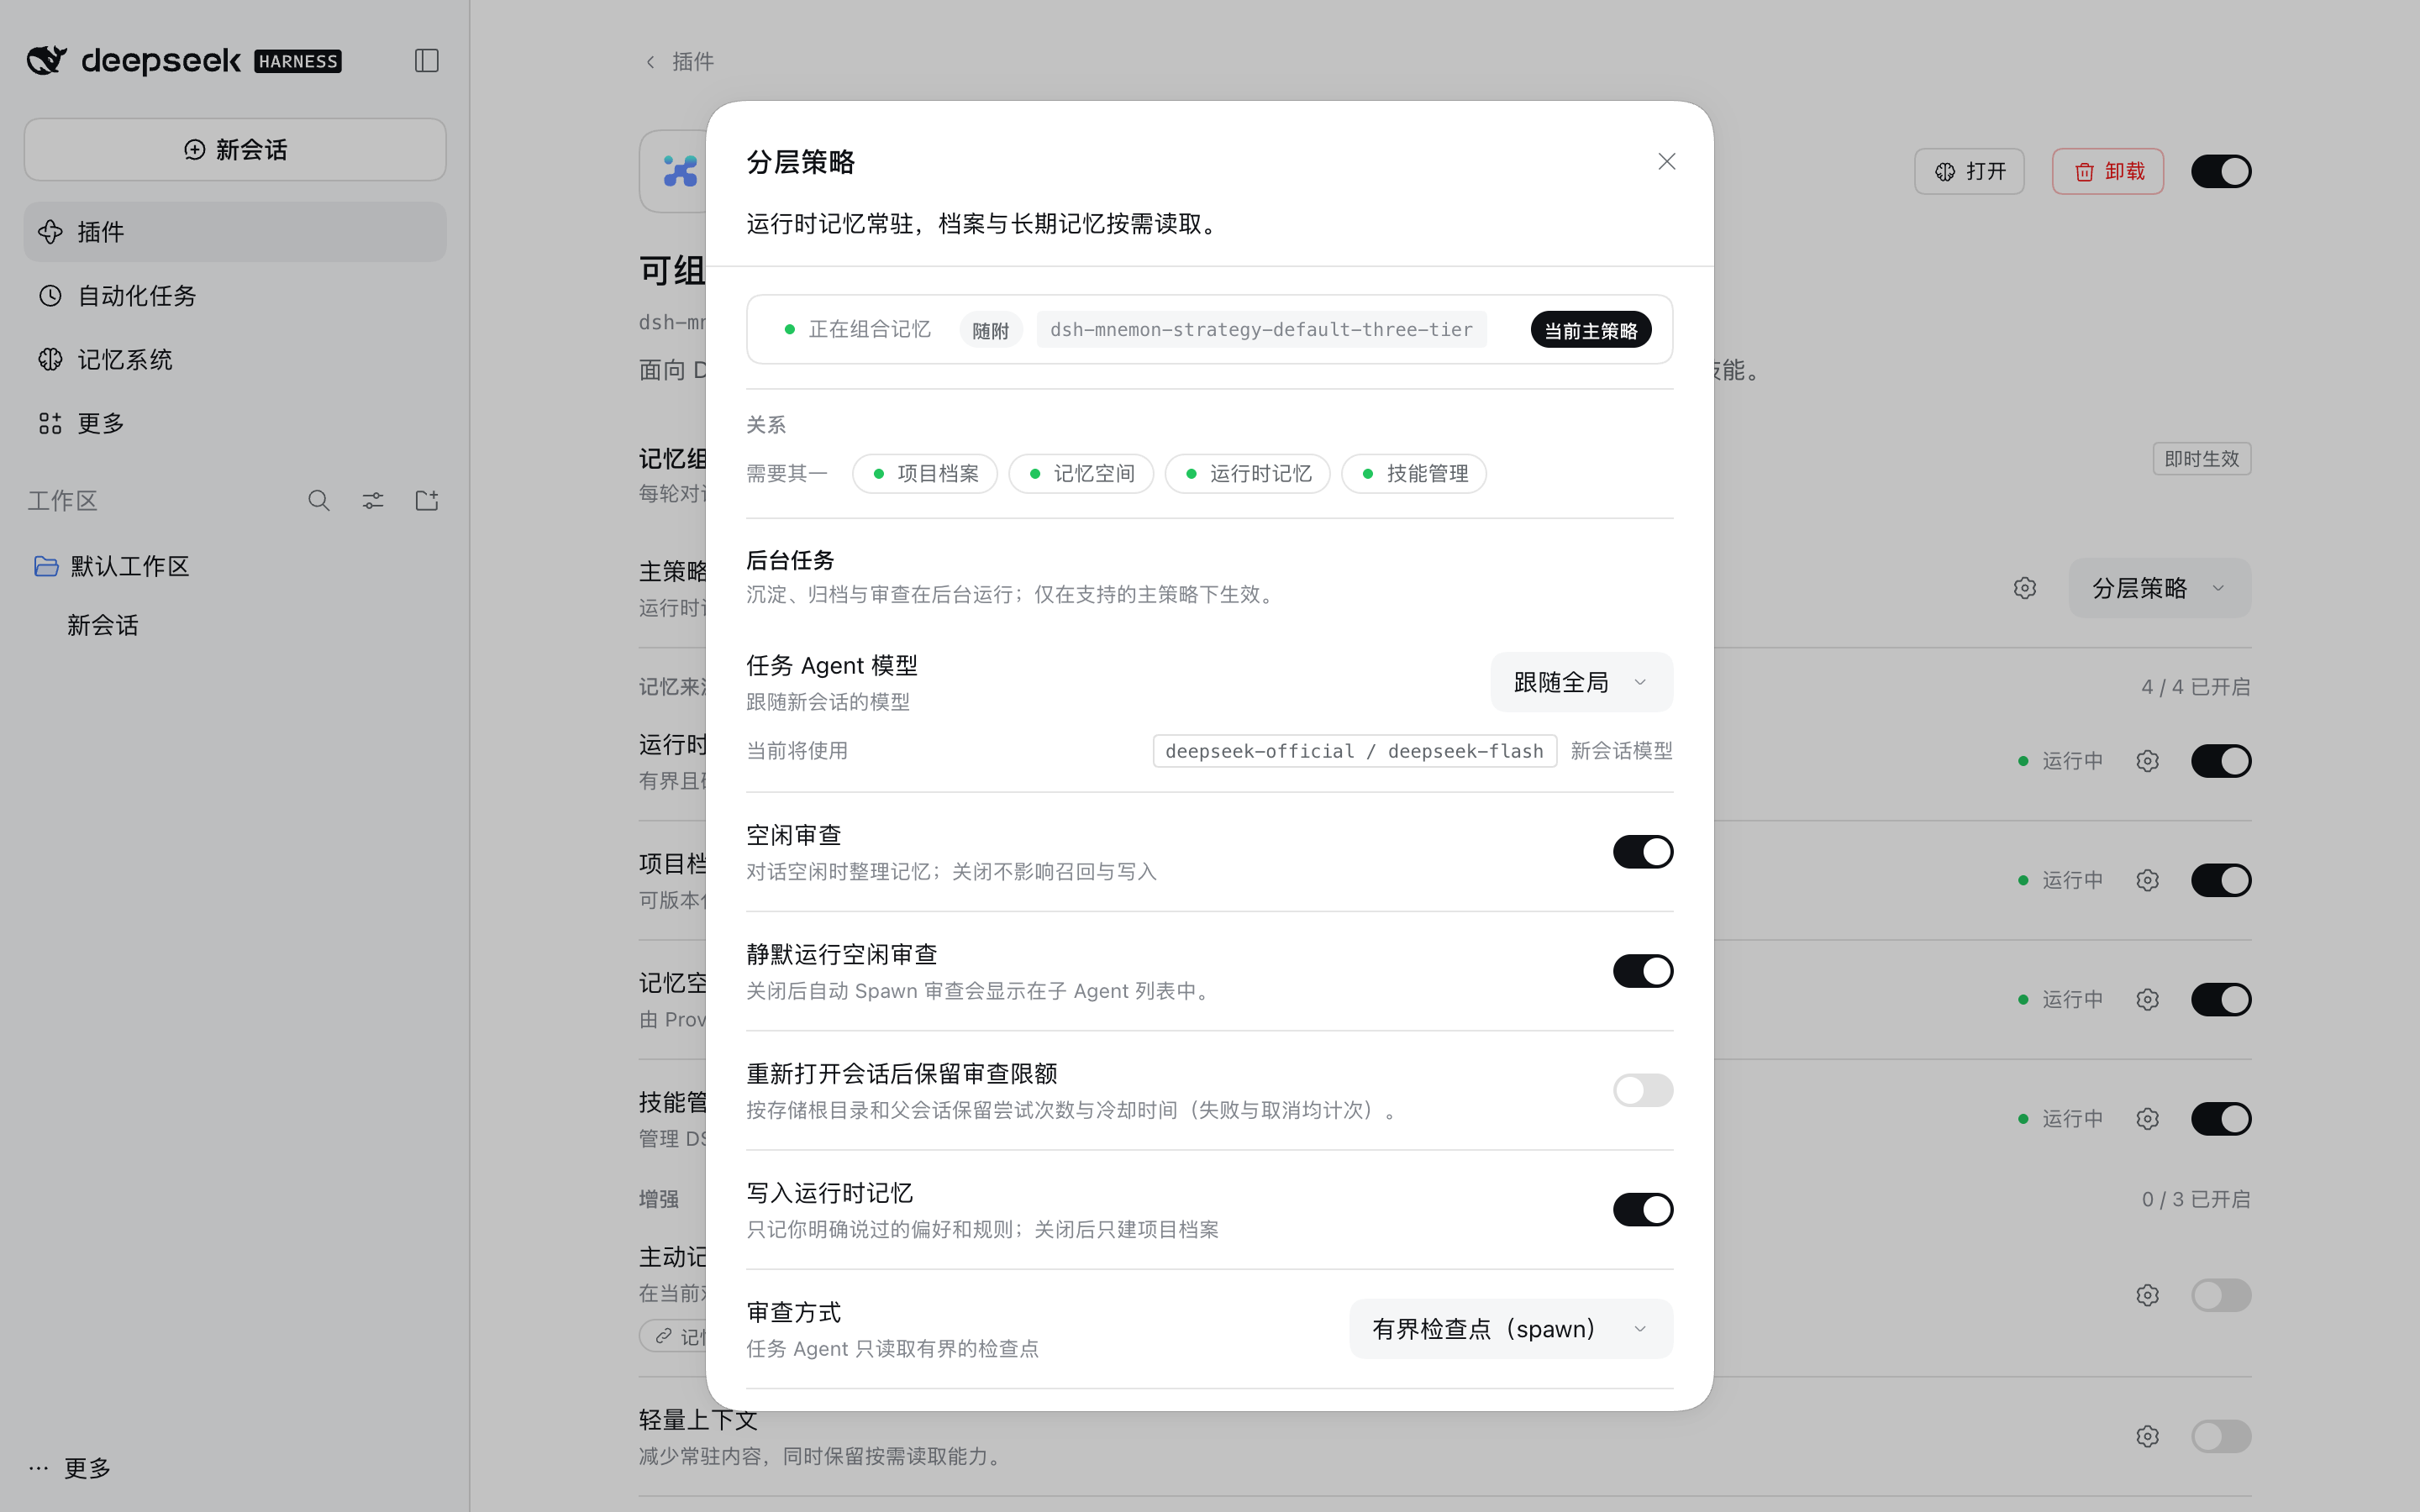 deepseek HARNESS
新会话
插件
自动化任务
记忆系统
更多
工作区
默认工作区
新会话
更多
插件
打开
卸载
可组
dsh-mn
面向 D
技能。
记忆组
每轮对话
即时生效
主策略
运行时记
分层策略
记忆来源
4 / 4 已开启
运行时
有界且
运行中
项目档
可版本化
运行中
记忆空
由 Prov
运行中
技能管
管理 DS
运行中
增强
0 / 3 已开启
主动记
在当前对
记忆
轻量上下文
减少常驻内容，同时保留按需读取能力。
分层策略
运行时记忆常驻，档案与长期记忆按需读取。
正在组合记忆 随附 dsh-mnemon-strategy-default-three-tier 当前主策略
关系
需要其一 项目档案 记忆空间 运行时记忆 技能管理
后台任务
沉淀、归档与审查在后台运行；仅在支持的主策略下生效。
任务 Agent 模型
跟随新会话的模型
跟随全局
当前将使用 deepseek-official / deepseek-flash 新会话模型
空闲审查
对话空闲时整理记忆；关闭不影响召回与写入
静默运行空闲审查
关闭后自动 Spawn 审查会显示在子 Agent 列表中。
重新打开会话后保留审查限额
按存储根目录和父会话保留尝试次数与冷却时间（失败与取消均计次）。
写入运行时记忆
只记你明确说过的偏好和规则；关闭后只建项目档案
审查方式
任务 Agent 只读取有界的检查点
有界检查点（spawn）